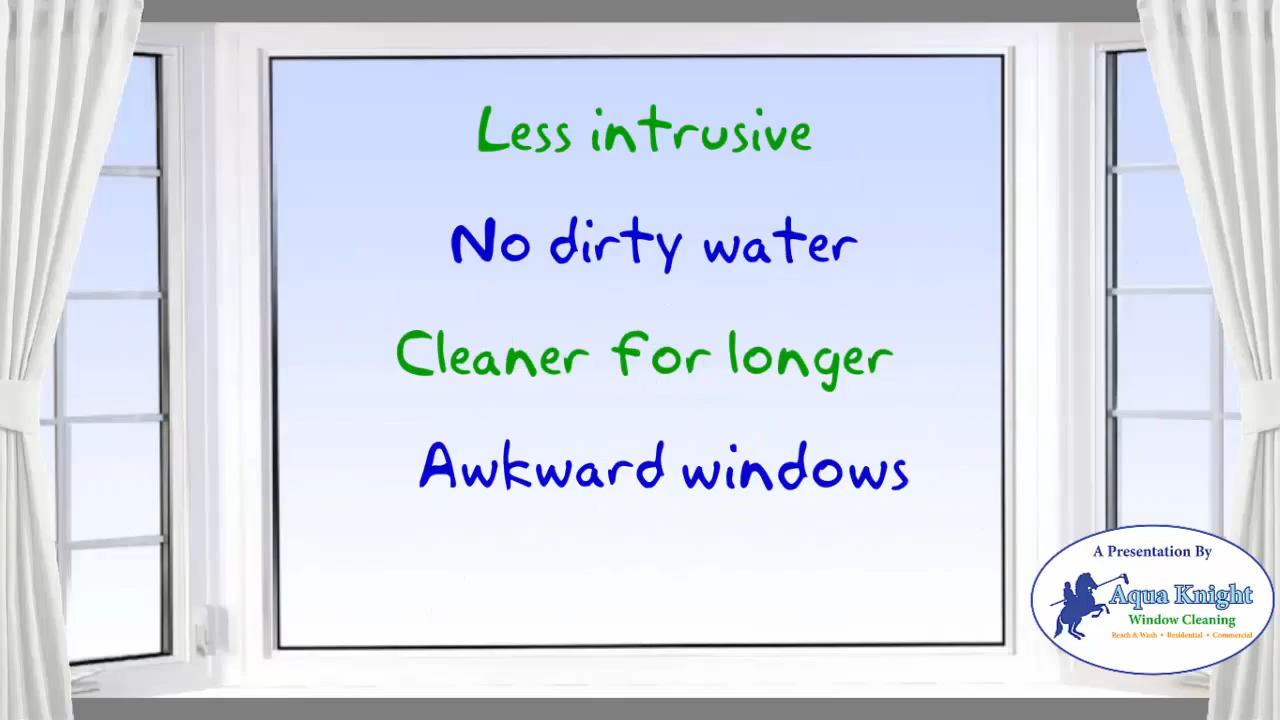 Less intrusive
No dirty water
Cleaner for longer
Awkward windows
A Presentation By
Aqua Knight
Window Cleaning
Reach & Wash • Residential • Commercial